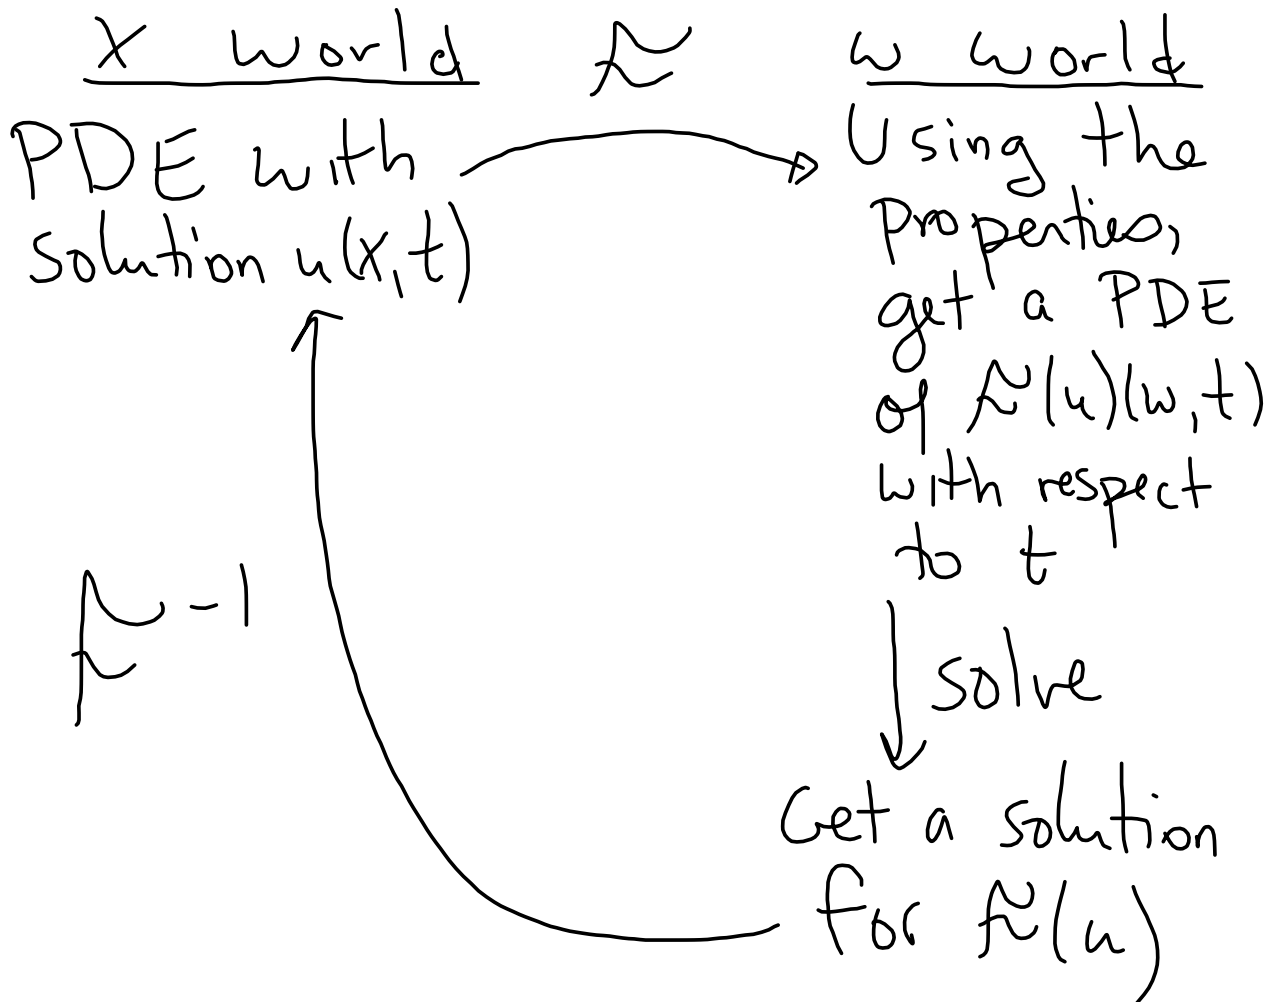 x world
PDE with
solution u(x,t)
ℱ
w world
Using the
properties,
get a PDE
of ℱ(u)(w,t)
with respect
to t
solve
Get a solution
for ℱ(u)
ℱ-1